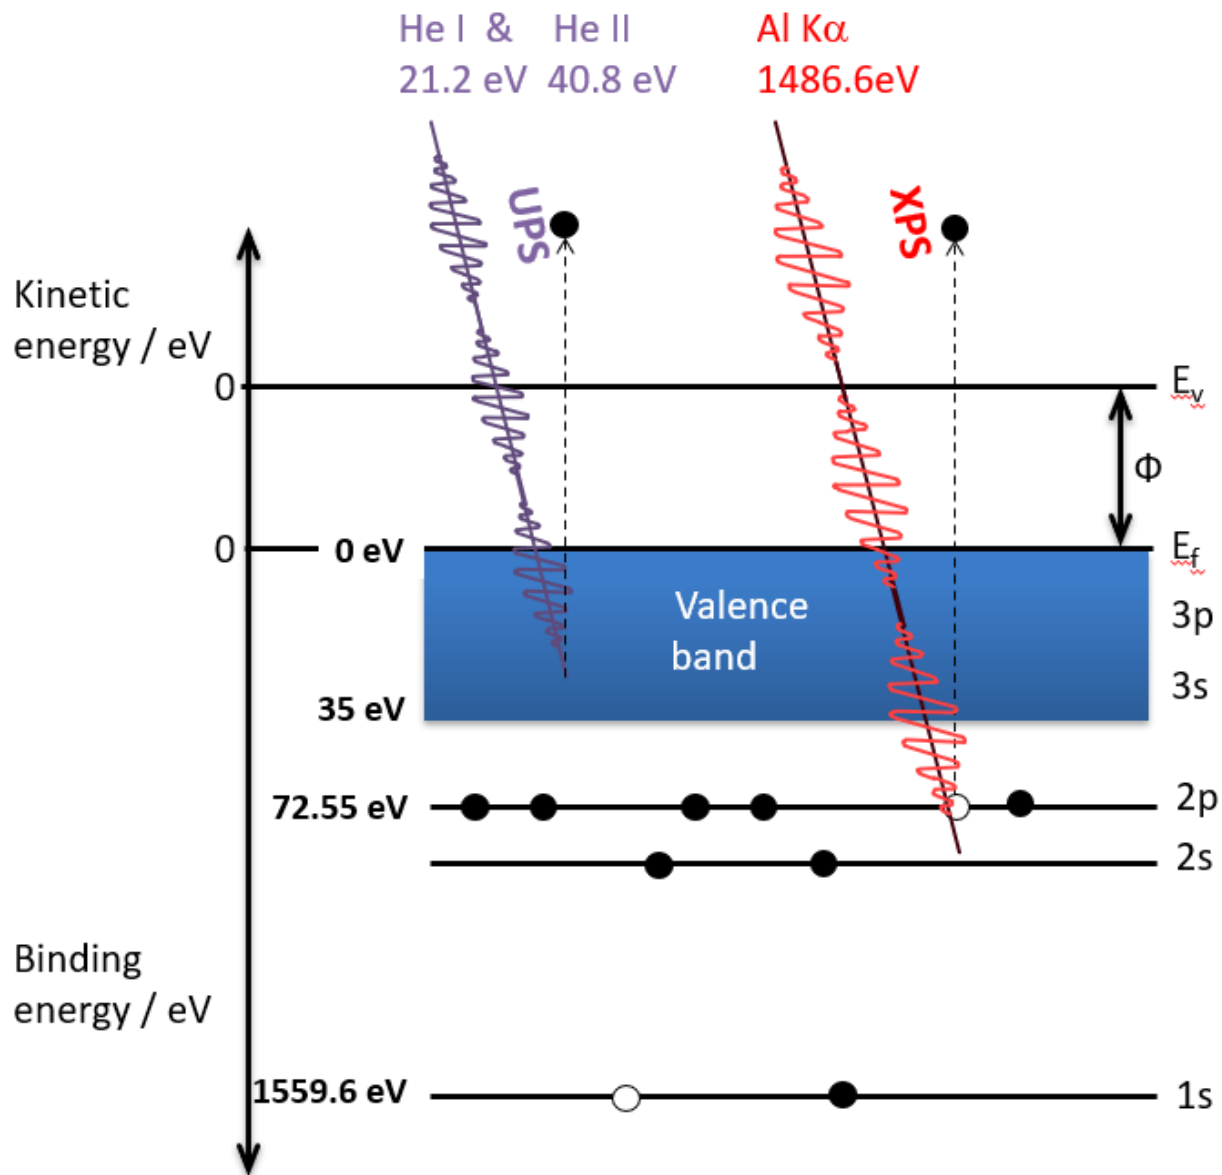 He I & He II
21.2 eV 40.8 eV
Al Kα
1486.6eV
UPS
XPS
Kinetic
energy / eV
0
Ev
Φ
0
0 eV
Ef
Valence
band
3p
3s
35 eV
72.55 eV
2p
2s
Binding
energy / eV
1559.6 eV
1s